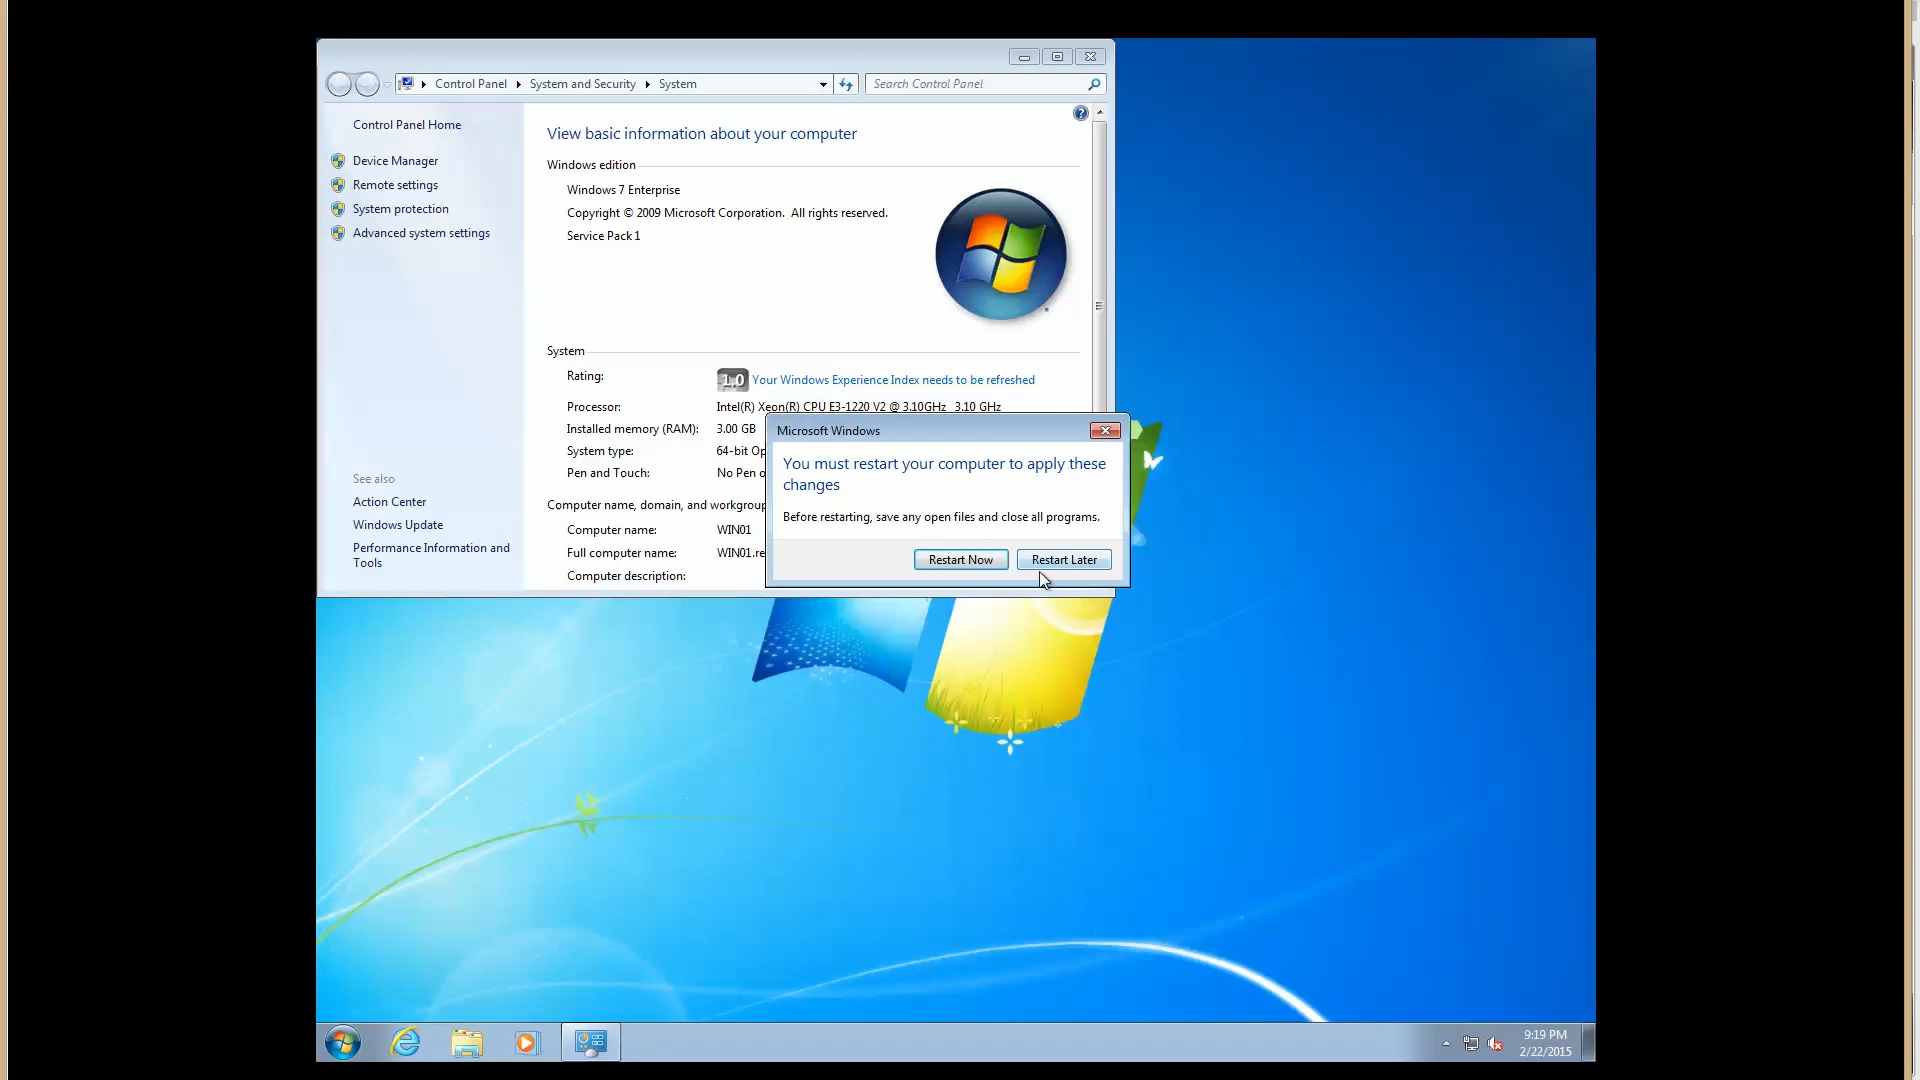 Control Panel
System and Security
System
Search Control Panel
Control Panel Home
Device Manager
Remote settings
System protection
Advanced system settings
See also
Action Center
Windows Update
Performance Information and
Tools
View basic information about your computer
Windows edition
Windows 7 Enterprise
Copyright © 2009 Microsoft Corporation. All rights reserved.
Service Pack 1
System
Rating:
1.0 Your Windows Experience Index needs to be refreshed
Processor: Intel(R) Xeon(R) CPU E3-1220 V2 @ 3.10GHz 3.10 GHz
Installed memory (RAM): 3.00 GB
System type: 64-bit Op
Pen and Touch: No Pen o
Computer name, domain, and workgroup
Computer name: WIN01
Full computer name: WIN01.re
Computer description:
Microsoft Windows
You must restart your computer to apply these
changes
Before restarting, save any open files and close all programs.
Restart Now
Restart Later
9:19 PM
2/22/2015